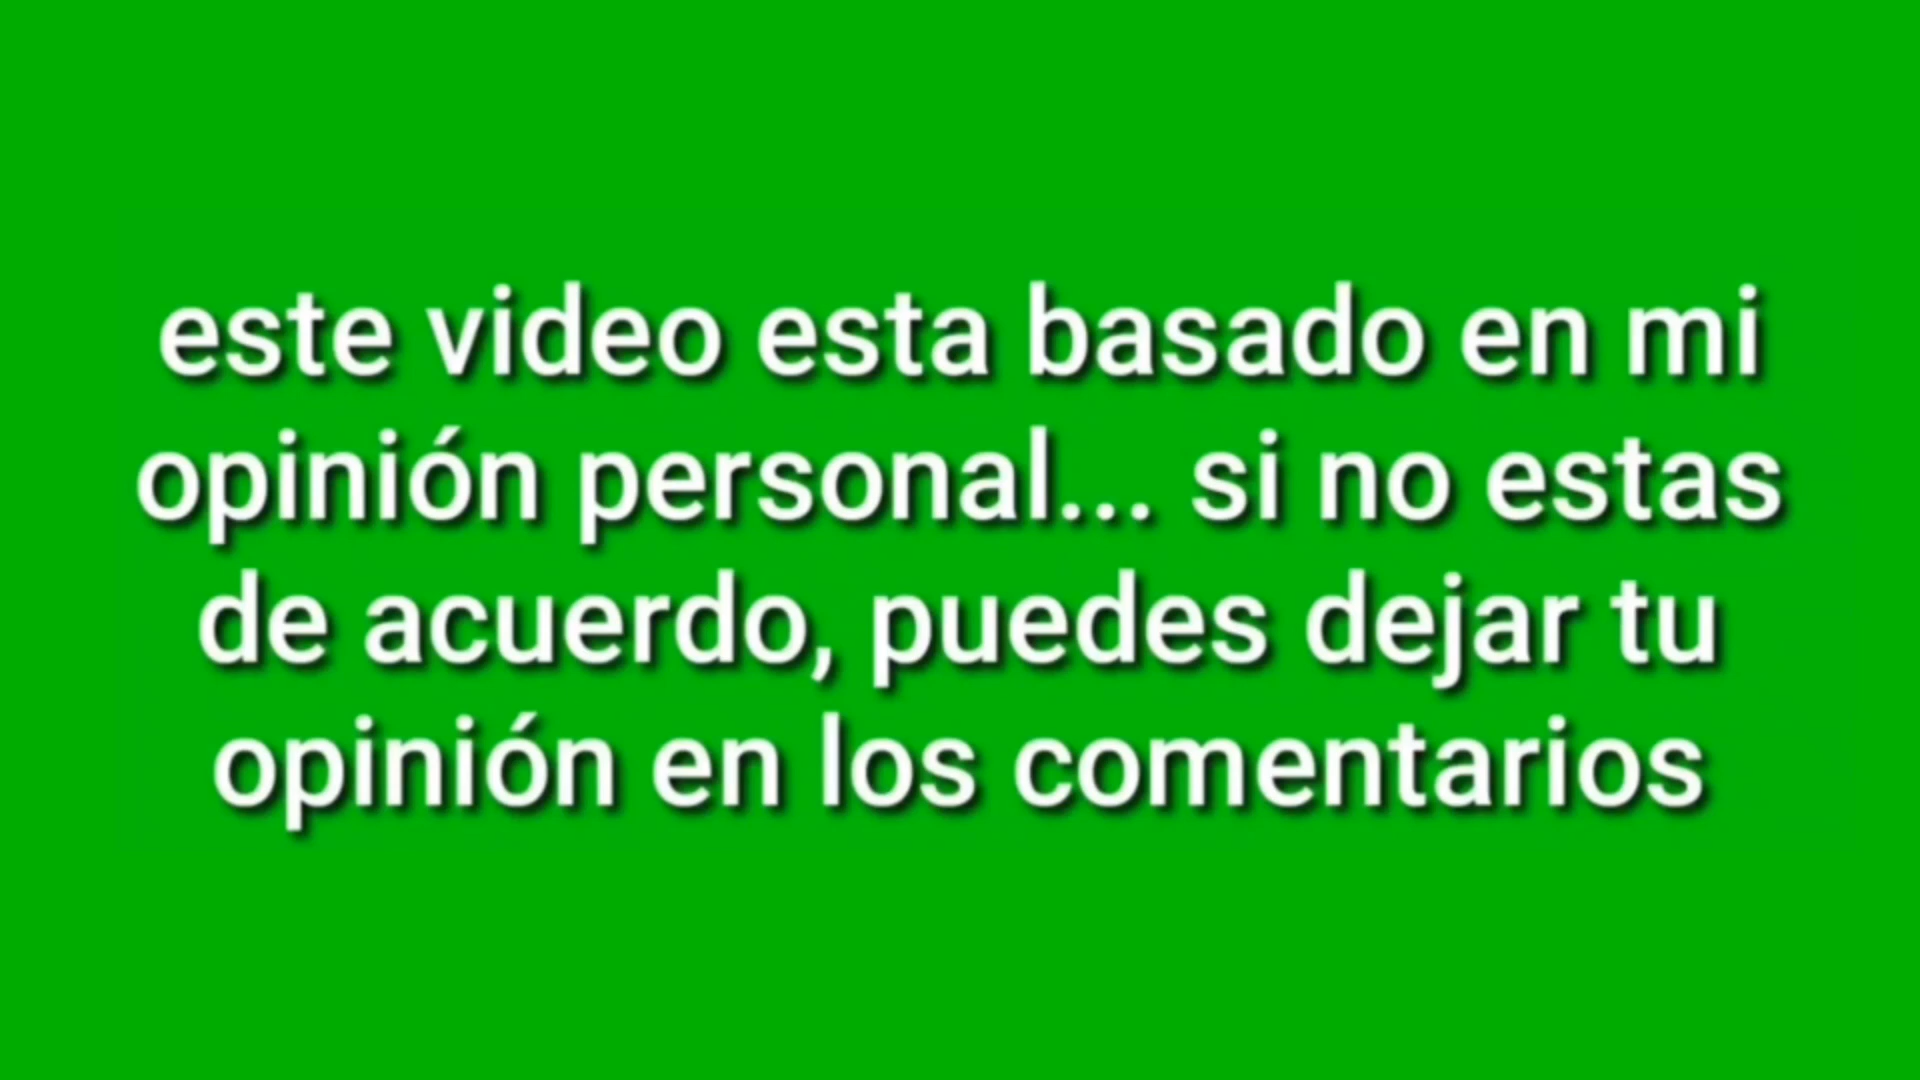 este video esta basado en mi
opinión personal... si no estas
de acuerdo, puedes dejar tu
opinión en los comentarios